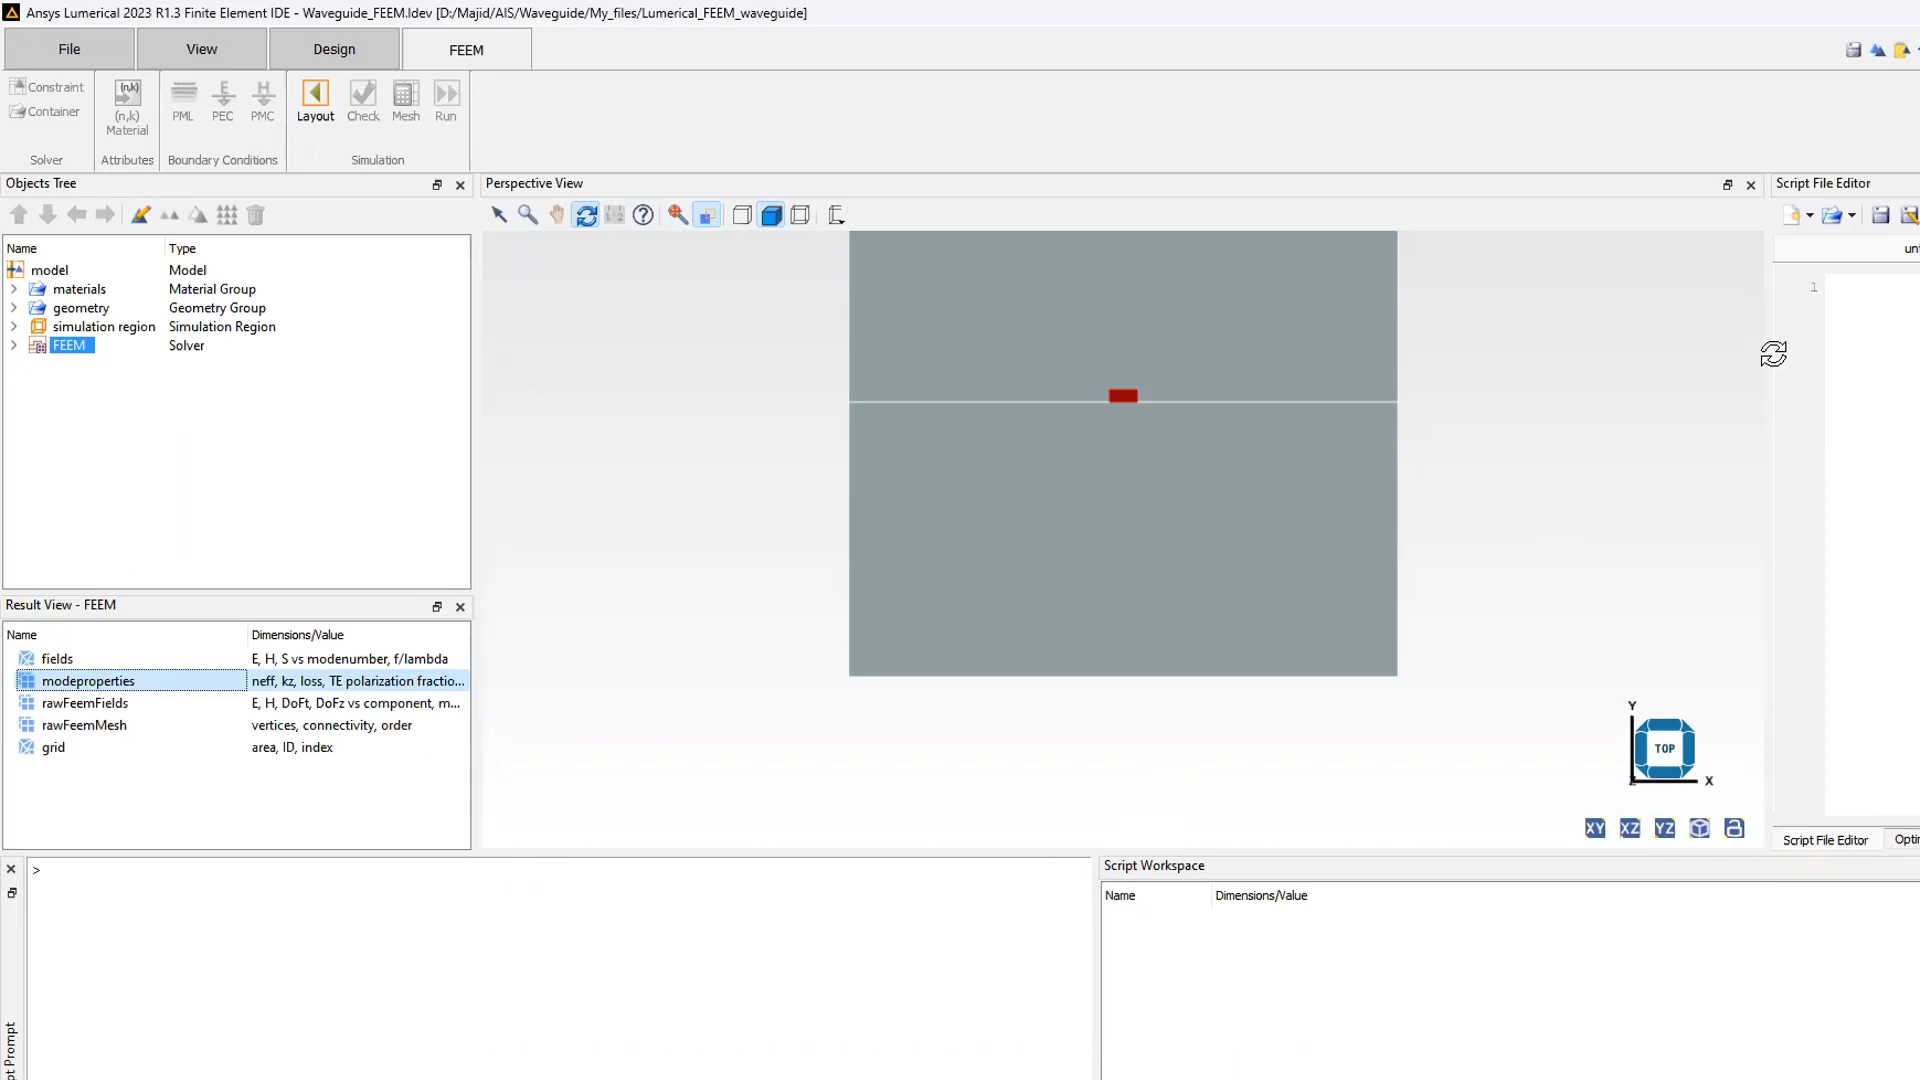 Ansys Lumerical 2023 R1.3 Finite Element IDE - Waveguide_FEEM.ldev [D:/Majid/AIS/Waveguide/My_files/Lumerical_FEEM_waveguide]
File View Design FEEM
Constraint
Container
Solver
(n,k)
(n,k)
Material
Attributes
E H
PML PEC PMC
Boundary Conditions
Layout Check Mesh Run
Simulation
Objects Tree
Name Type
model Model
materials Material Group
geometry Geometry Group
simulation region Simulation Region
FEEM Solver
Result View - FEEM
Name Dimensions/Value
fields E, H, S vs modenumber, f/lambda
modeproperties neff, kz, loss, TE polarization fractio...
rawFeemFields E, H, DoFt, DoFz vs component, m...
rawFeemMesh vertices, connectivity, order
grid area, ID, index
Perspective View
Y
TOP
X
Z
XY XZ YZ
Script File Editor
unt
1
Script File Editor Opti
>
pt Prompt
Script Workspace
Name Dimensions/Value